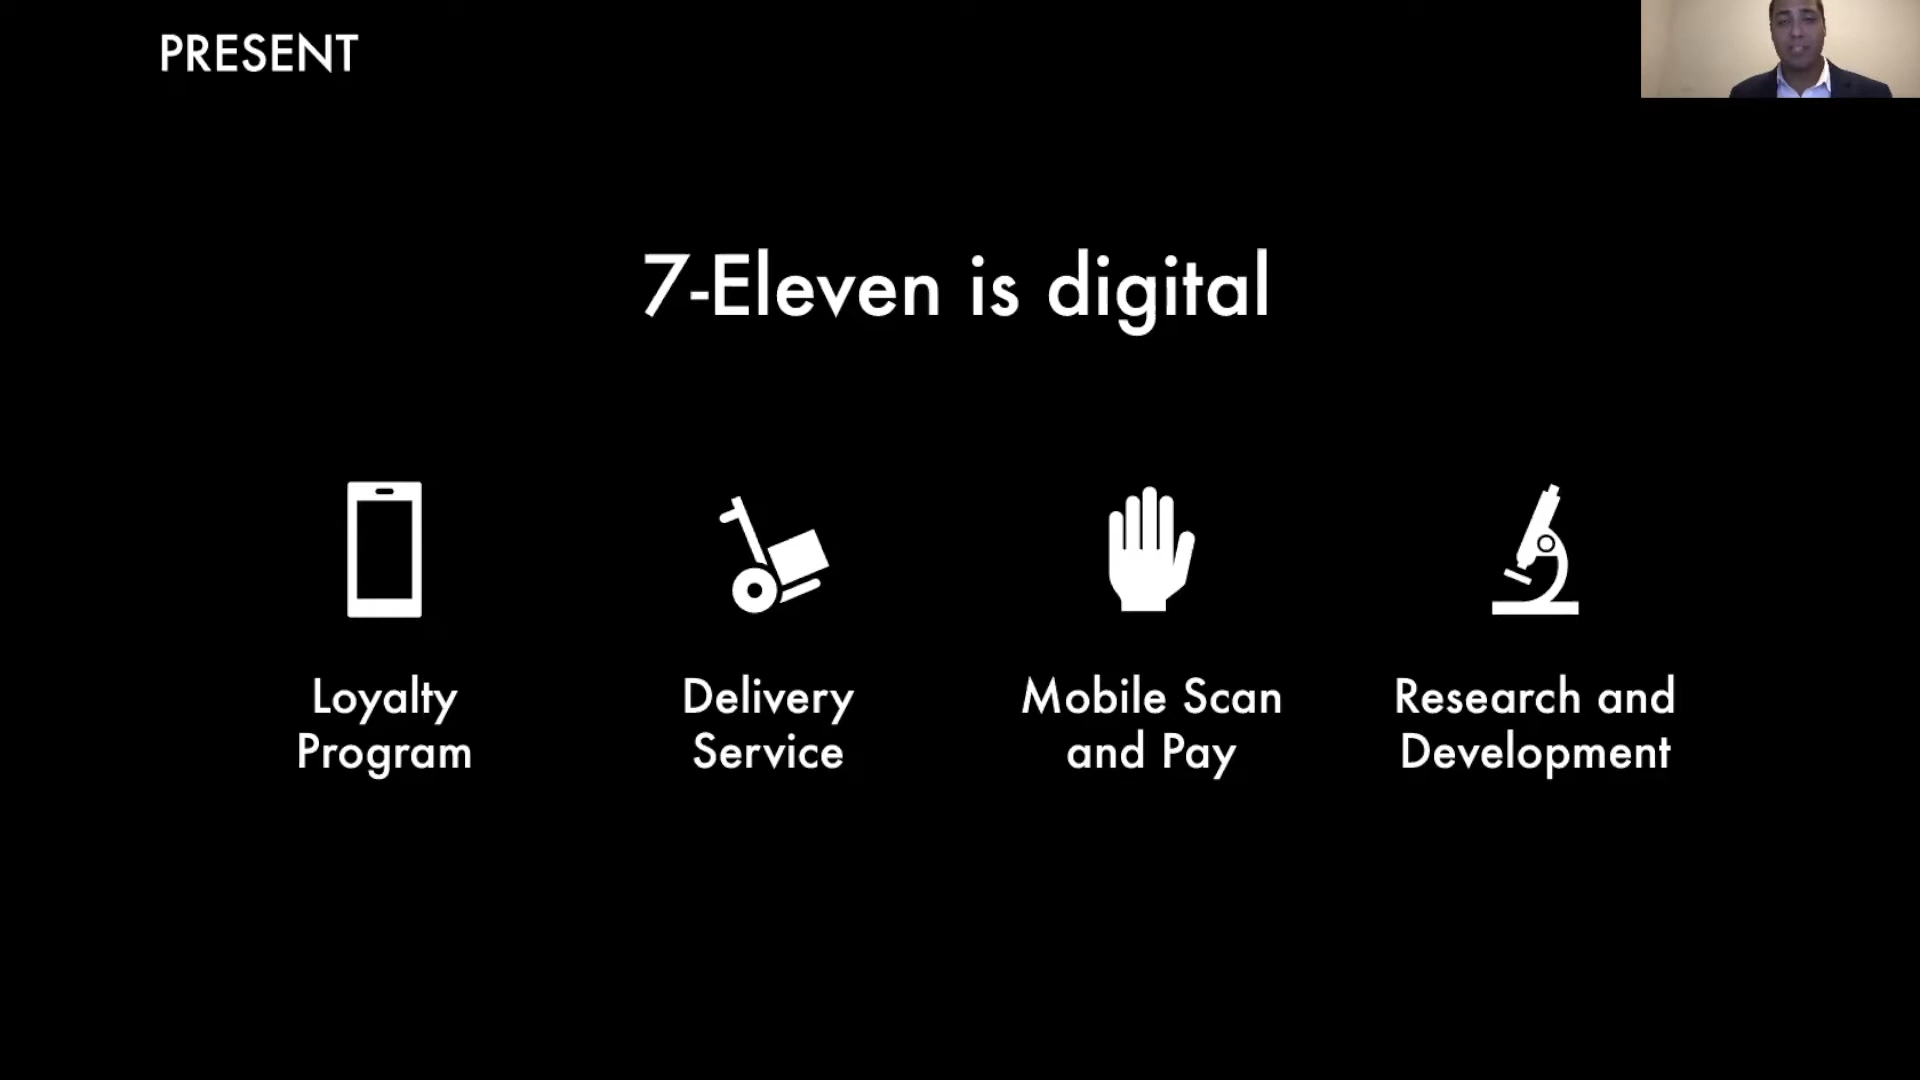 PRESENT
7-Eleven is digital
Loyalty
Program
Delivery
Service
Mobile Scan
and Pay
Research and
Development